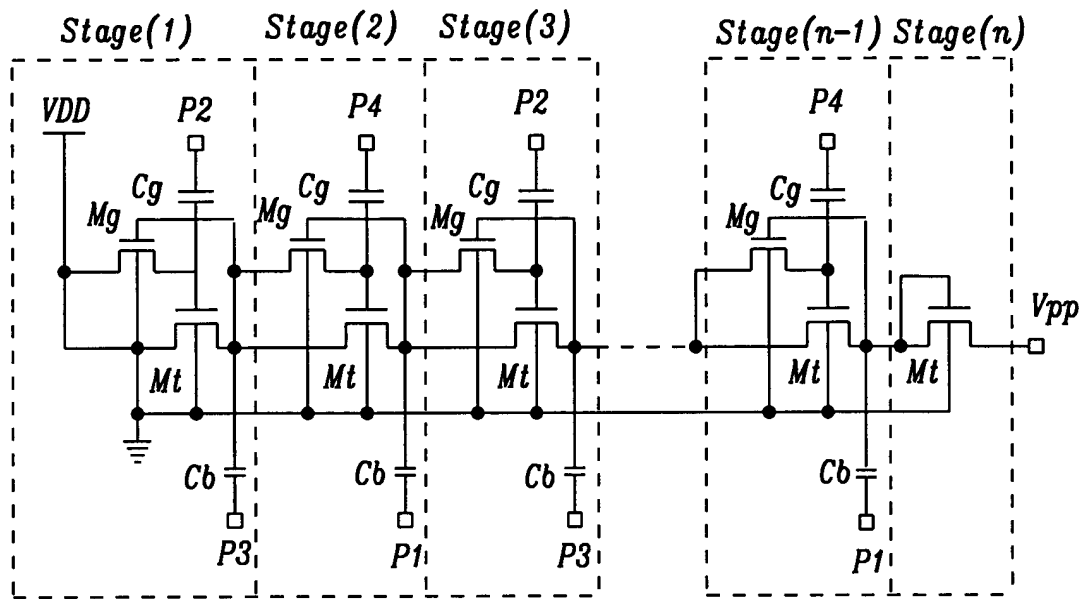 Stage(1) Stage(2) Stage(3) Stage(n-1) Stage(n)
VDD P2 P4 P2 P4
Cg Cg Cg Cg
Mg Mg Mg Mg
Vpp
Mt Mt Mt Mt Mt
Cb Cb Cb Cb
P3 P1 P3 P1